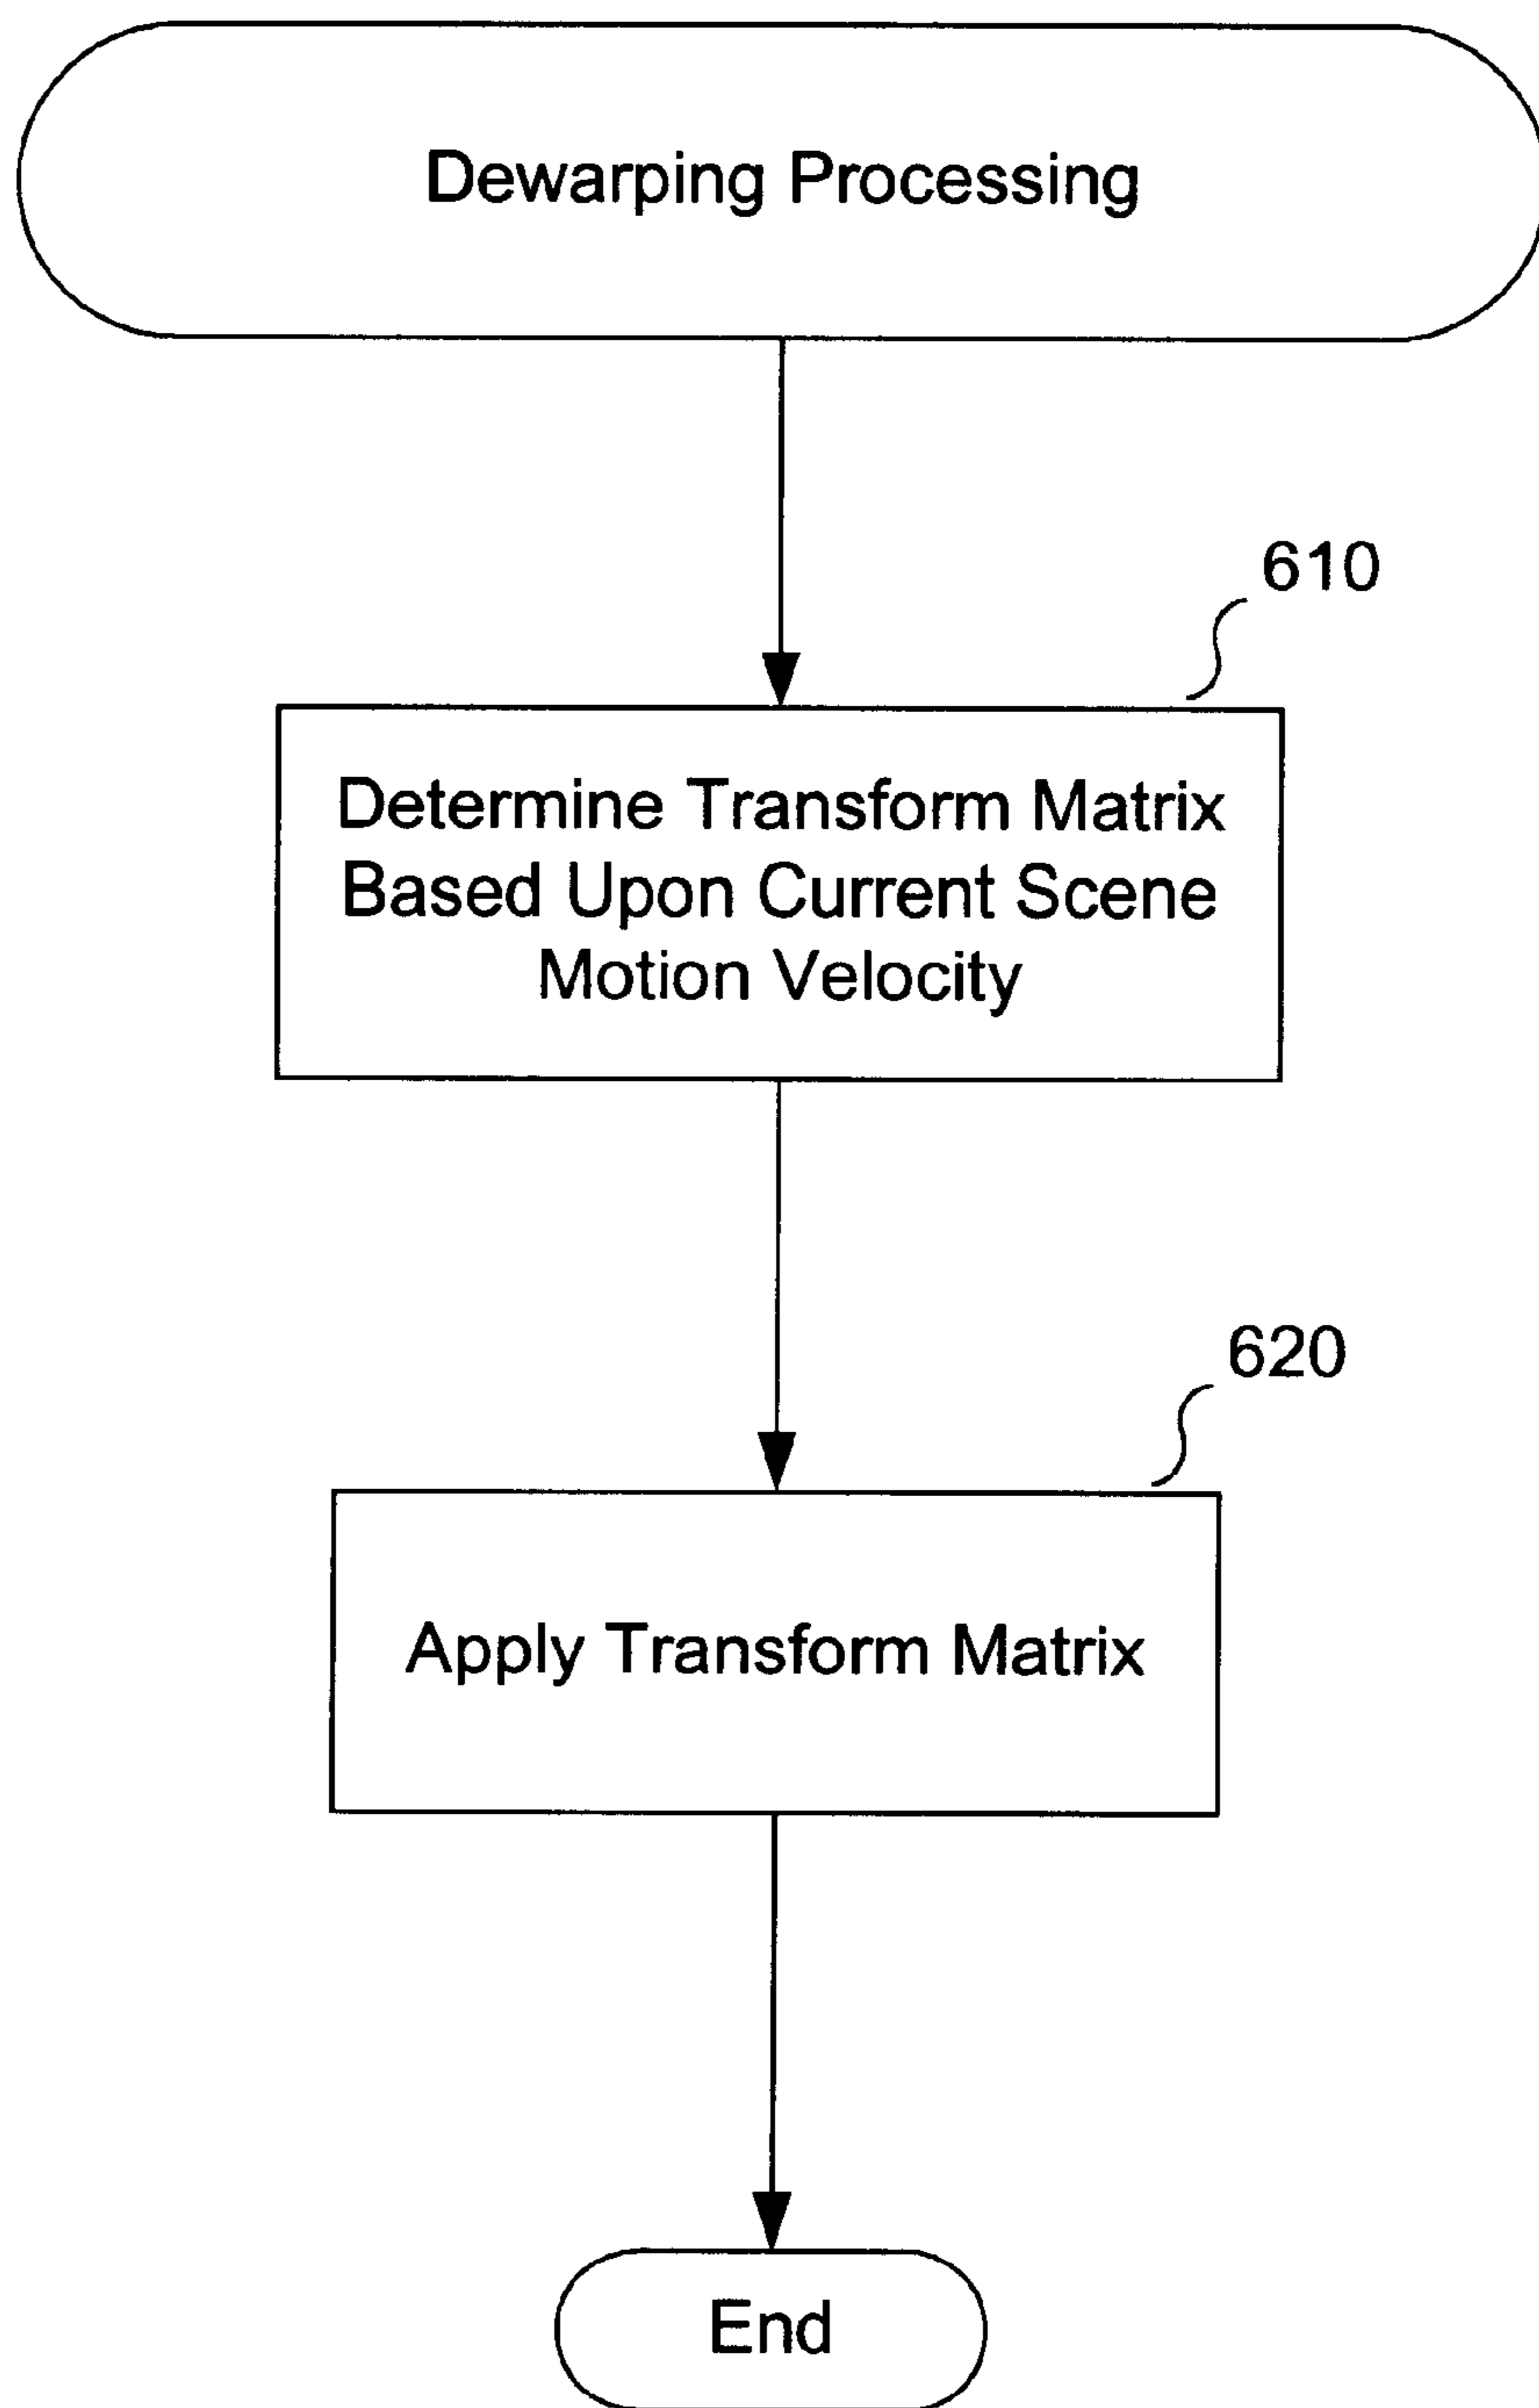 Dewarping Processing
610
Determine Transform Matrix
Based Upon Current Scene
Motion Velocity
620
Apply Transform Matrix
End